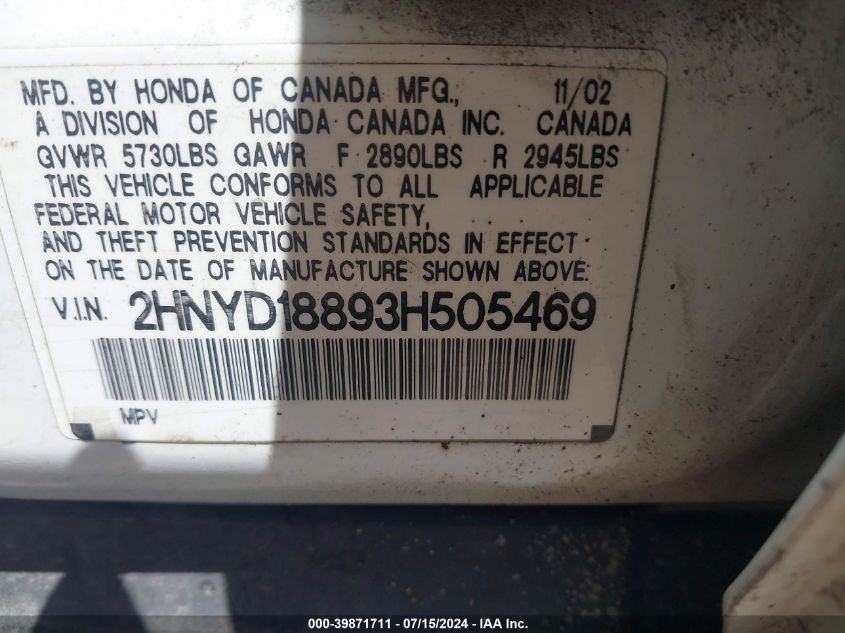 MFD. BY HONDA OF CANADA MFG., 11/02
A DIVISION OF HONDA CANADA INC. CANADA
GVWR 5730LBS GAWR F 2890LBS R 2945LBS
THIS VEHICLE CONFORMS TO ALL APPLICABLE
FEDERAL MOTOR VEHICLE SAFETY,
AND THEFT PREVENTION STANDARDS IN EFFECT
ON THE DATE OF MANUFACTURE SHOWN ABOVE.
V.I.N. 2HNYD18893H505469
MPV
000-39871711 - 07/15/2024 - IAA Inc.